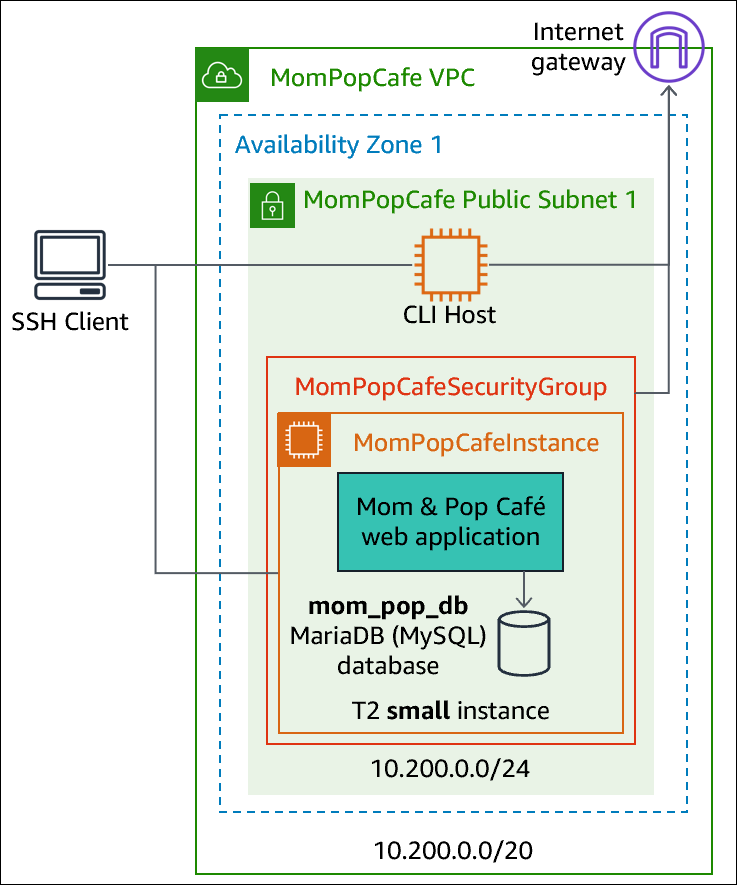 Internet
gateway
MomPopCafe VPC
Availability Zone 1
MomPopCafe Public Subnet 1
SSH Client
CLI Host
MomPopCafeSecurityGroup
MomPopCafeInstance
Mom & Pop Café
web application
mom_pop_db
MariaDB (MySQL)
database
T2 small instance
10.200.0.0/24
10.200.0.0/20